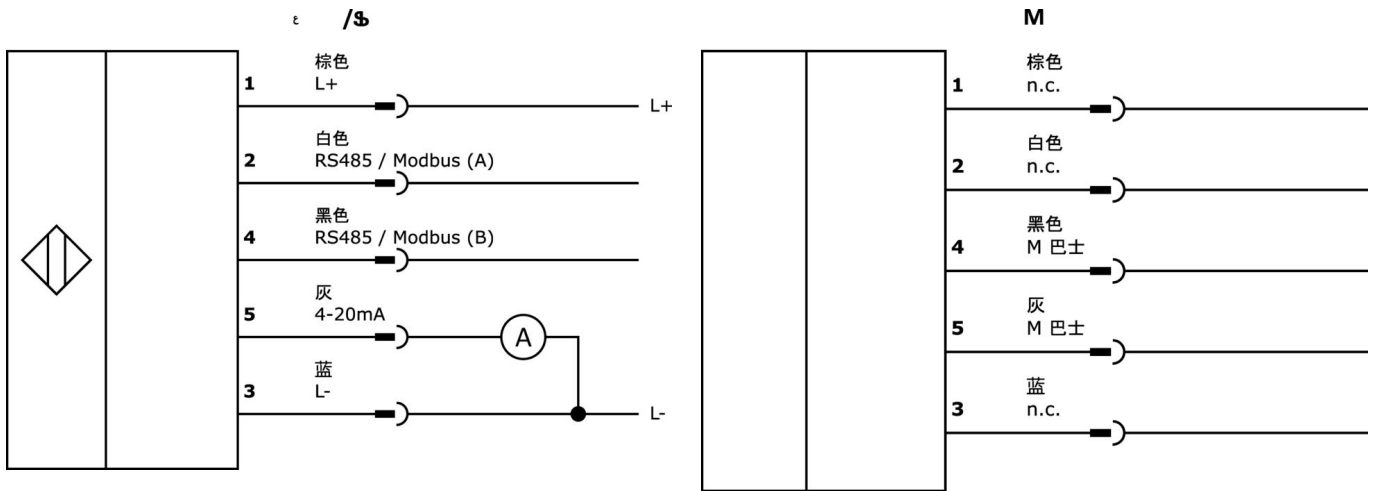 棕色
1 L+
L+
白色
2 RS485 / Modbus (A)
黑色
4 RS485 / Modbus (B)
灰
5 4-20mA
A
蓝
3 L-
L-
M
棕色
1 n.c.
白色
2 n.c.
黑色
4 M 巴士
灰
5 M 巴士
蓝
3 n.c.